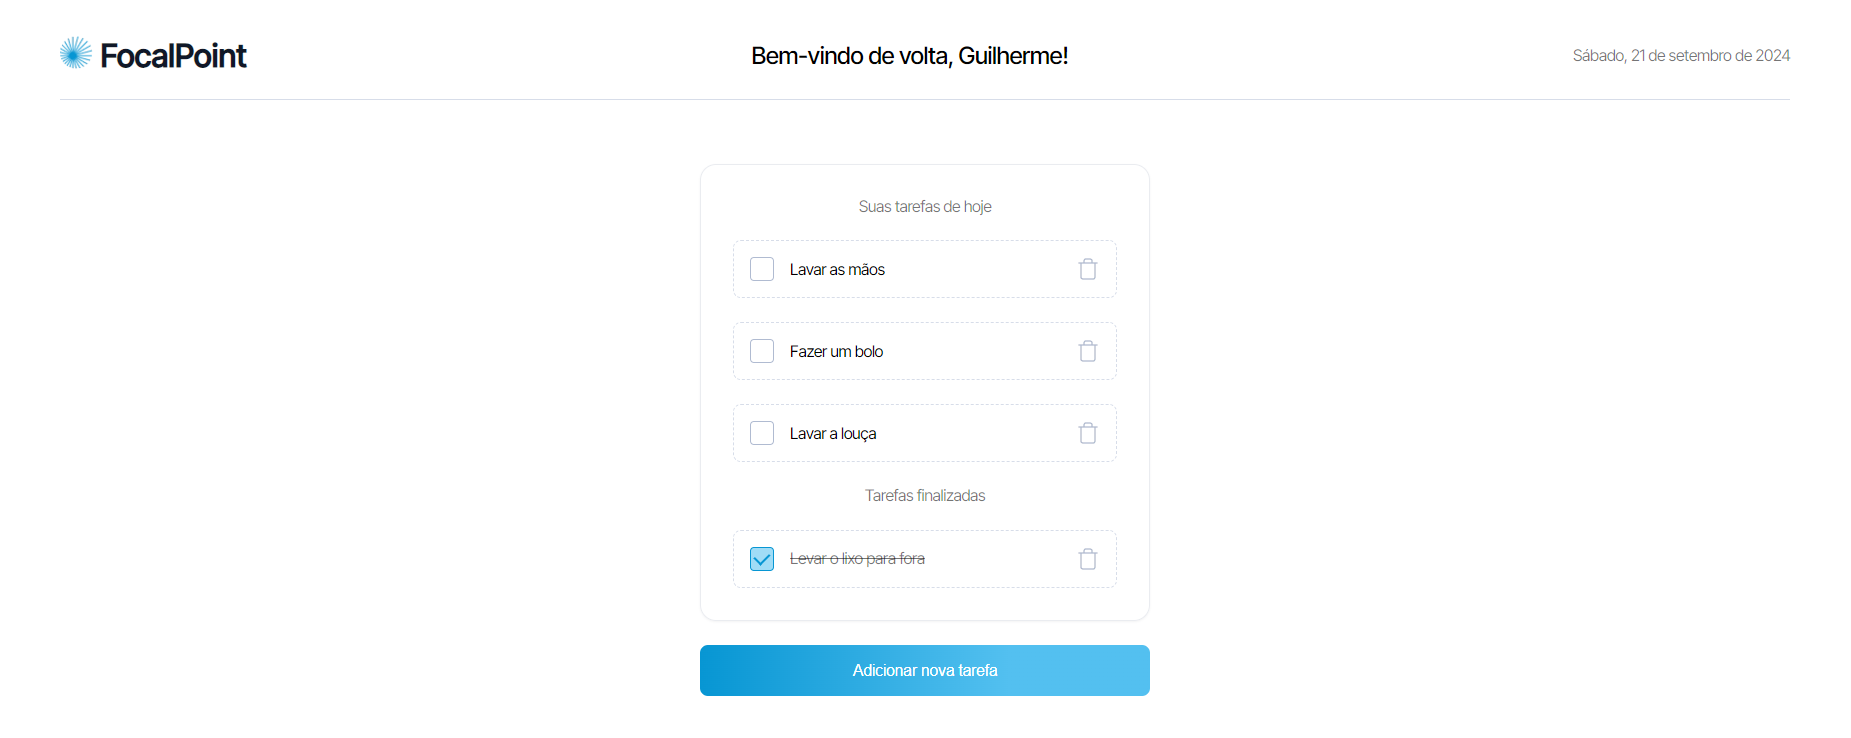 FocalPoint
Bem-vindo de volta, Guilherme!
Sábado, 21 de setembro de 2024
Suas tarefas de hoje
Lavar as mãos
Fazer um bolo
Lavar a louça
Tarefas finalizadas
Levar o lixo para fora
Adicionar nova tarefa